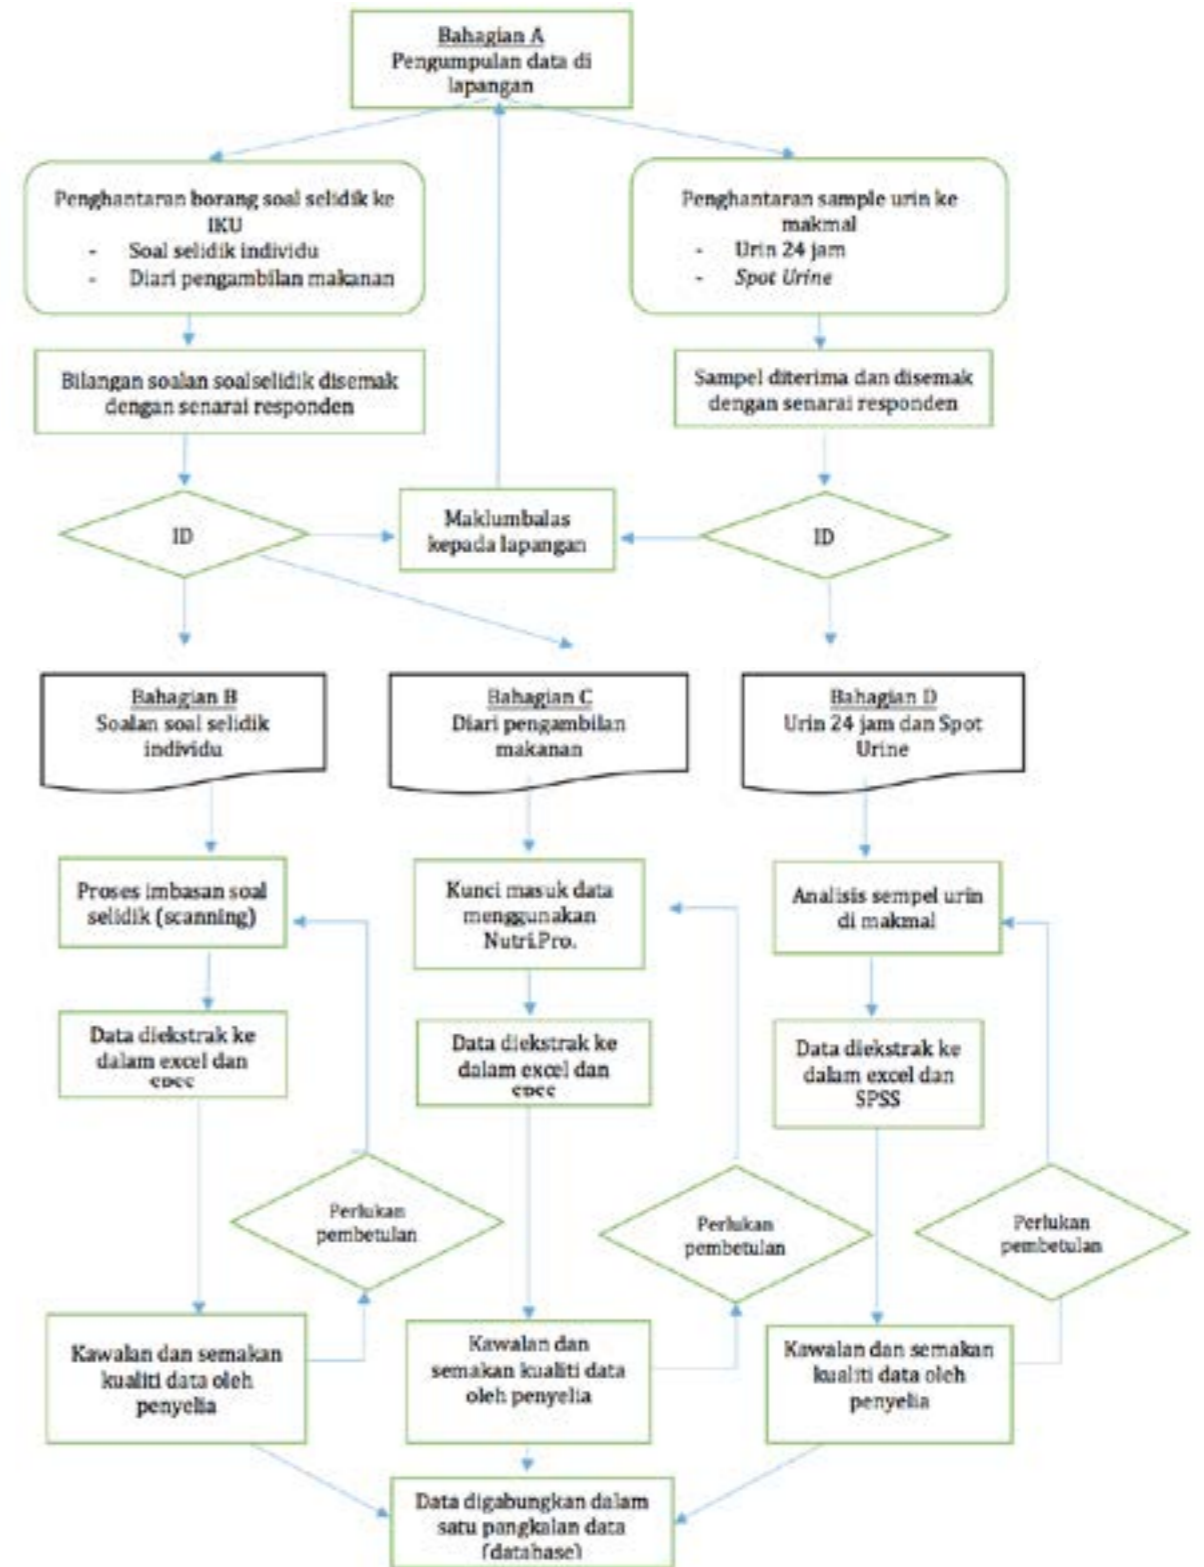 Bahagian A
Pengumpulan data di
lapangan
Penghantaran borang soal selidik ke
IKU
- Soal selidik individu
- Diari pengambilan makanan
Penghantaran sample urin ke
makmal
- Urin 24 jam
- Spot Urine
Bilangan soalan soalselidik disemak
dengan senarai responden
Sampel diterima dan disemak
dengan senarai responden
ID
Maklumbalas
kepada lapangan
ID
Bahagian B
Soalan soal selidik
individu
Bahagian C
Diari pengambilan
makanan
Bahagian D
Urin 24 jam dan Spot
Urine
Proses imbasan soal
selidik (scanning)
Kunci masuk data
menggunakan
Nutri.Pro.
Analisis sempel urin
di makmal
Data diekstrak ke
dalam excel dan
SPSS
Data diekstrak ke
dalam excel dan
SPSS
Data diekstrak ke
dalam excel dan
SPSS
Perlukan
pembetulan
Perlukan
pembetulan
Perlukan
pembetulan
Kawalan dan semakan
kualiti data oleh
penyelia
Kawalan dan
semakan kualiti data
oleh penyelia
Kawalan dan semakan
kualiti data oleh
penyelia
Data digabungkan dalam
satu pangkalan data
(database)